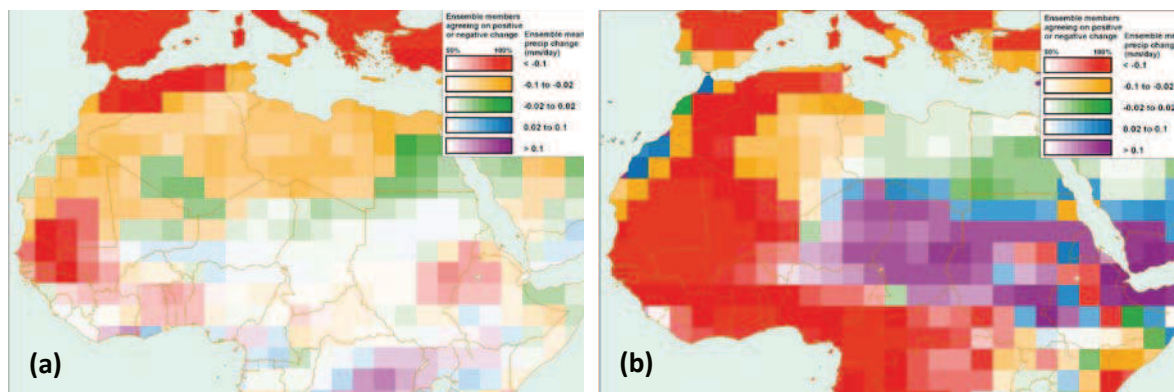 Ensemble members
agreeing on positive
or negative change
50% 100%
Ensemble mean
precip change
(mm/day)
< -0.1
-0.1 to -0.02
-0.02 to 0.02
0.02 to 0.1
> 0.1
(a)
Ensemble members
agreeing on positive
or negative change
50% 100%
Ensemble me
precip change
(mm/day)
< -0.1
-0.1 to -0.02
-0.02 to 0.02
0.02 to 0.1
> 0.1
(b)